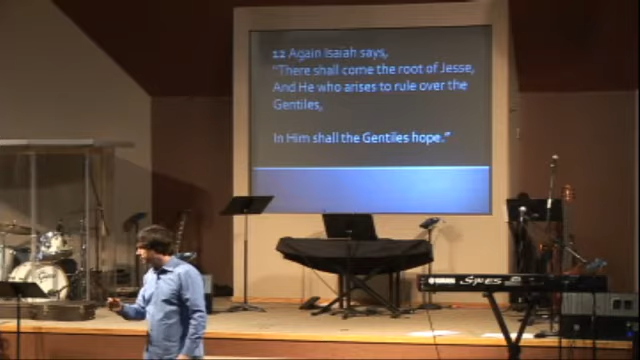 12 Again Isaiah says,
"There shall come the root of Jesse,
And He who arises to rule over the
Gentiles,
In Him shall the Gentiles hope."
YAMAHA